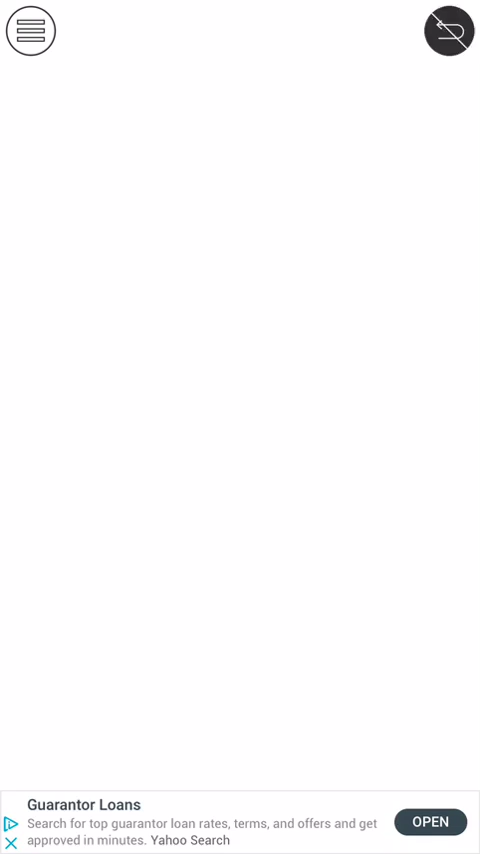 Guarantor Loans
Search for top guarantor loan rates, terms, and offers and get
approved in minutes. Yahoo Search
OPEN